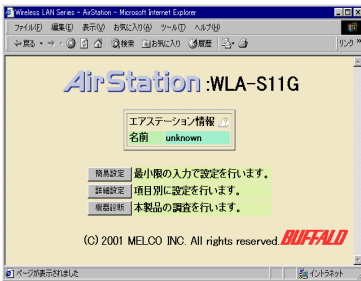 Wireless LAN Series - AirStation - Microsoft Internet Explorer
ファイル(F) 編集(E) 表示(V) お気に入り(A) ツール(T) ヘルプ(H)
戻る 検索 お気に入り 履歴 リンク »
AirStation :WLA-S11G
エアステーション情報
名前 unknown
簡易設定 最小限の入力で設定を行います。
詳細設定 項目別に設定を行います。
機器診断 本製品の調査を行います。
(C) 2001 MELCO INC. All rights reserved. BUFFALO
ページが表示されました イントラネット